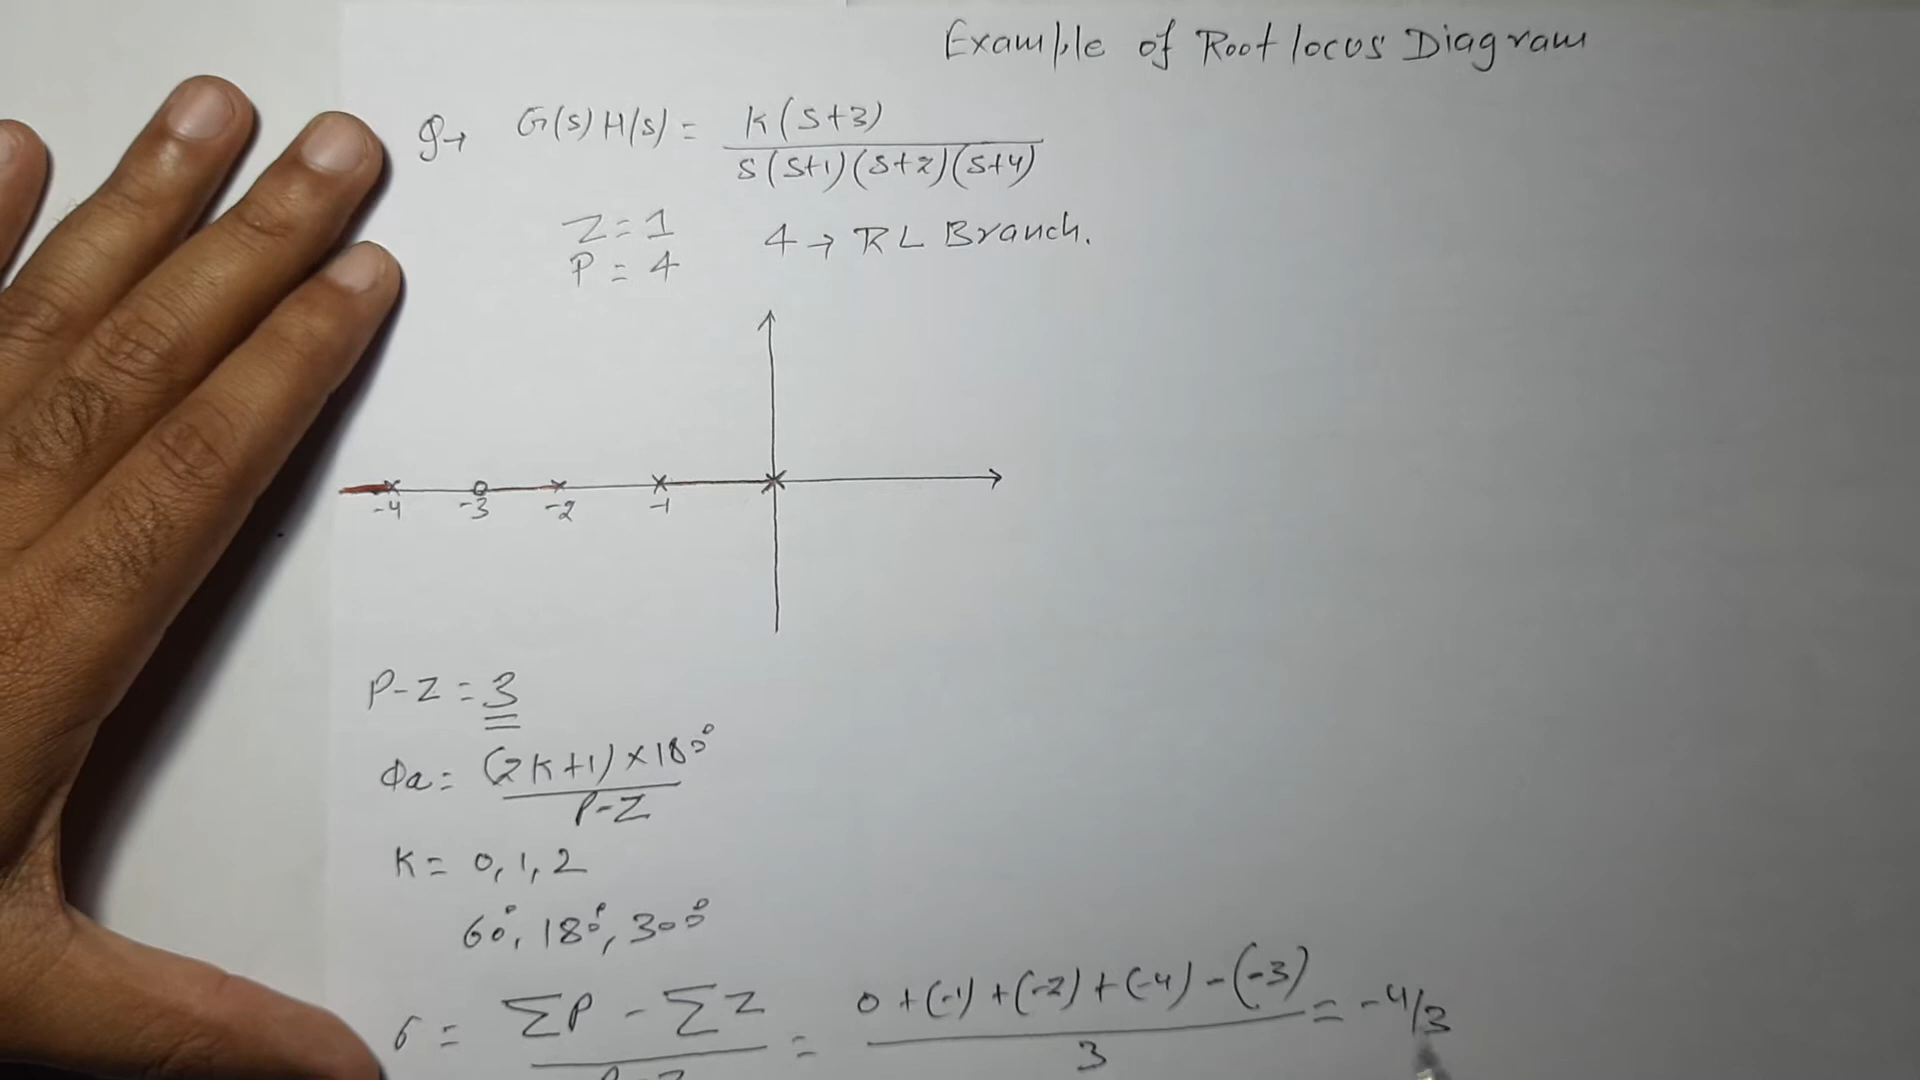 Example of Root locus Diagram
Q→ G(s)H(s) = K(s+3)
s(s+1)(s+2)(s+4)
Z = 1
P = 4
4 → RL Branch.
-4 -3 -2 -1
P-Z = 3
Φa = (2K+1)×180°
P-Z
K = 0, 1, 2
60°, 180°, 300°
σ = ΣP - ΣZ = 0+(-1)+(-2)+(-4)-(-3) = -4/3
3